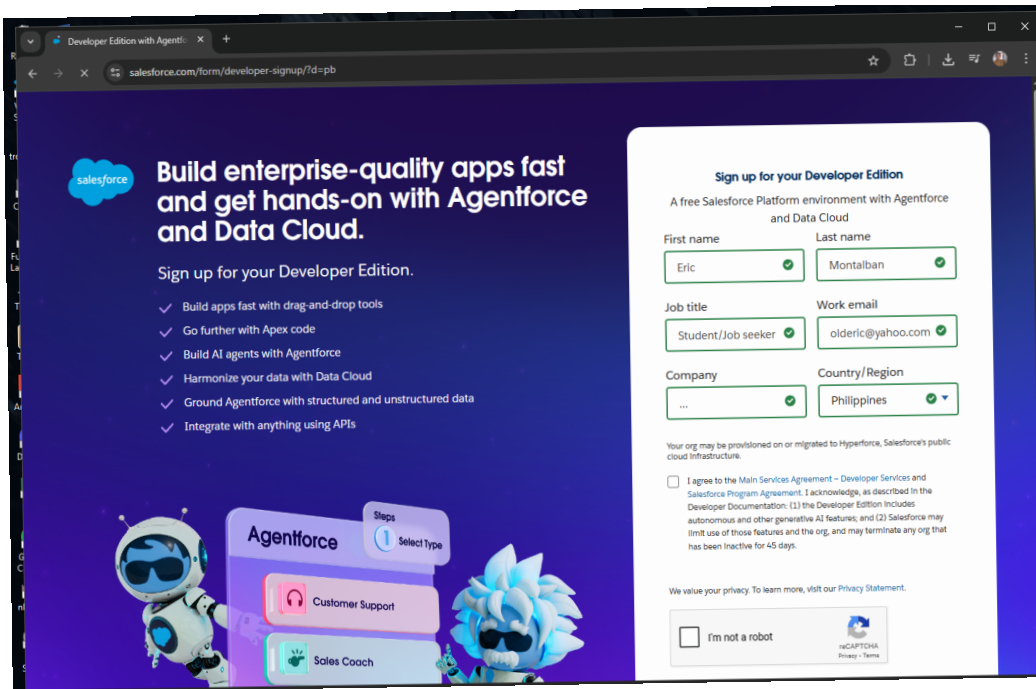 Developer Edition with Agentfo
salesforce.com/form/developer-signup/?d=pb
salesforce
Build enterprise-quality apps fast
and get hands-on with Agentforce
and Data Cloud.
Sign up for your Developer Edition.
Build apps fast with drag-and-drop tools
Go further with Apex code
Build AI agents with Agentforce
Harmonize your data with Data Cloud
Ground Agentforce with structured and unstructured data
Integrate with anything using APIs
Agentforce
Steps
1 Select Type
Customer Support
Sales Coach
Sign up for your Developer Edition
A free Salesforce Platform environment with Agentforce
and Data Cloud
First name Last name
Eric Montalban
Job title Work email
Student/Job seeker olderic@yahoo.com
Company Country/Region
... Philippines
Your org may be provisioned on or migrated to Hyperforce, Salesforce's public
cloud infrastructure.
I agree to the Main Services Agreement – Developer Services and
Salesforce Program Agreement. I acknowledge, as described in the
Developer Documentation: (1) the Developer Edition includes
autonomous and other generative AI features; and (2) Salesforce may
limit use of those features and the org, and may terminate any org that
has been inactive for 45 days.
We value your privacy. To learn more, visit our Privacy Statement.
I'm not a robot
reCAPTCHA
Privacy - Terms